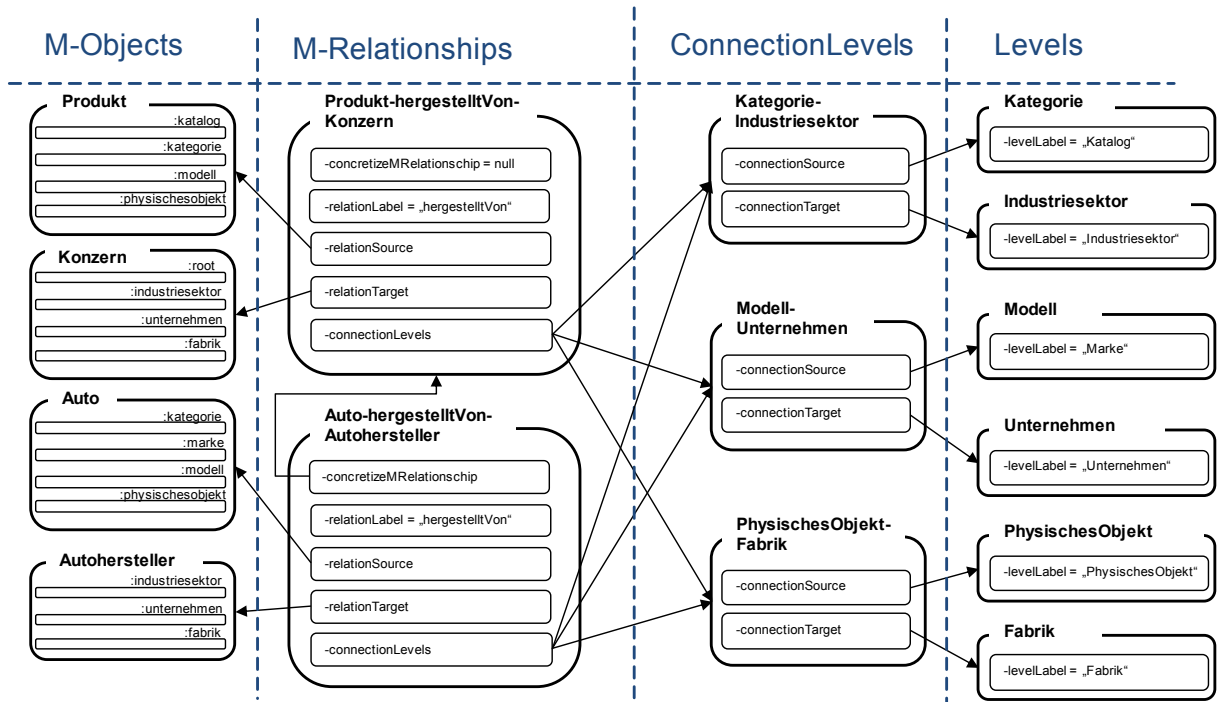 M-Objects
M-Relationships
ConnectionLevels
Levels
Produkt
:katalog
:kategorie
:modell
:physischesobjekt
Konzern
:root
:industriesektor
:unternehmen
:fabrik
Auto
:kategorie
:marke
:modell
:physischesobjekt
Autohersteller
:industriesektor
:unternehmen
:fabrik
Produkt-hergestelltVon-
Konzern
-concretizeMRelationschip = null
-relationLabel = „hergestelltVon“
-relationSource
-relationTarget
-connectionLevels
Auto-hergestelltVon-
Autohersteller
-concretizeMRelationschip
-relationLabel = „hergestelltVon“
-relationSource
-relationTarget
-connectionLevels
Kategorie-
Industriesektor
-connectionSource
-connectionTarget
Modell-
Unternehmen
-connectionSource
-connectionTarget
PhysischesObjekt-
Fabrik
-connectionSource
-connectionTarget
Kategorie
-levelLabel = „Katalog“
Industriesektor
-levelLabel = „Industriesektor“
Modell
-levelLabel = „Marke“
Unternehmen
-levelLabel = „Unternehmen“
PhysischesObjekt
-levelLabel = „PhysischesObjekt“
Fabrik
-levelLabel = „Fabrik“